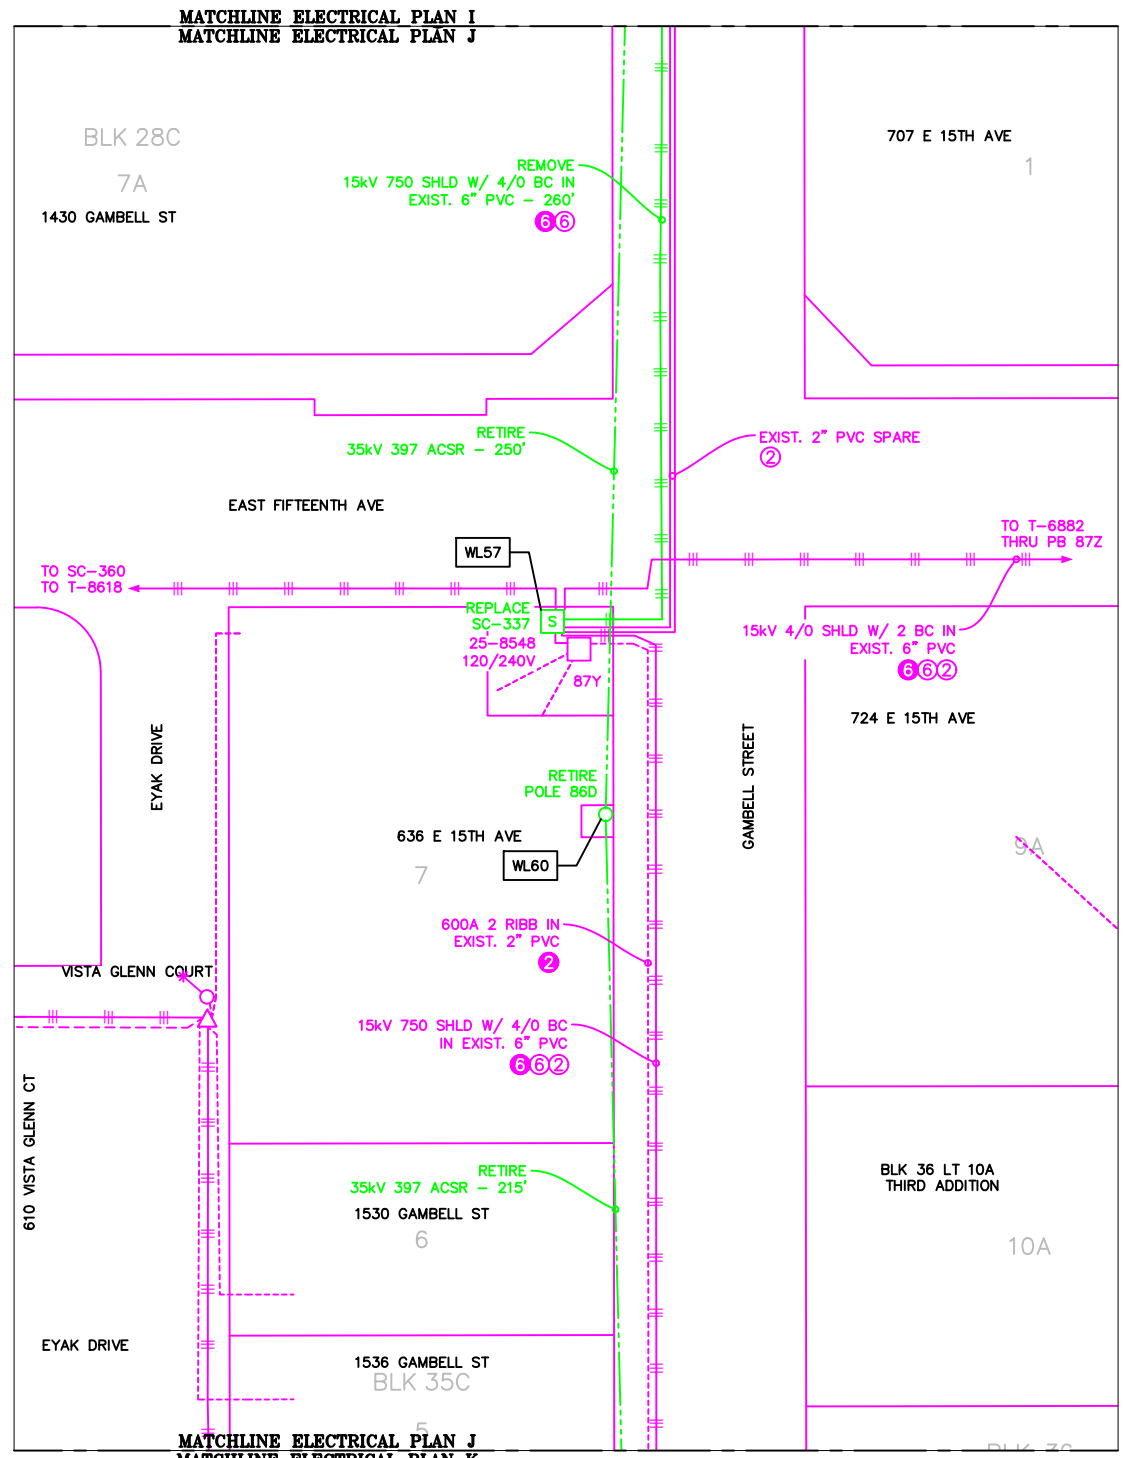 MATCHLINE ELECTRICAL PLAN I
MATCHLINE ELECTRICAL PLAN J
BLK 28C
7A
1430 GAMBELL ST
REMOVE
15kV 750 SHLD W/ 4/0 BC IN
EXIST. 6" PVC - 260'
6 6
707 E 15TH AVE
1
RETIRE
35kV 397 ACSR - 250'
EXIST. 2" PVC SPARE
2
EAST FIFTEENTH AVE
WL57
TO T-6882
THRU PB 87Z
TO SC-360
TO T-8618
REPLACE
SC-337
S
25-8548
120/240V
87Y
15kV 4/0 SHLD W/ 2 BC IN
EXIST. 6" PVC
6 6 2
724 E 15TH AVE
EYAK DRIVE
GAMBELL STREET
RETIRE
POLE 86D
636 E 15TH AVE
7
WL60
9A
600A 2 RIBB IN
EXIST. 2" PVC
2
VISTA GLENN COURT
15kV 750 SHLD W/ 4/0 BC
IN EXIST. 6" PVC
6 6 2
610 VISTA GLENN CT
RETIRE
35kV 397 ACSR - 215'
1530 GAMBELL ST
6
BLK 36 LT 10A
THIRD ADDITION
10A
EYAK DRIVE
1536 GAMBELL ST
BLK 35C
5
MATCHLINE ELECTRICAL PLAN J
MATCHLINE ELECTRICAL PLAN K